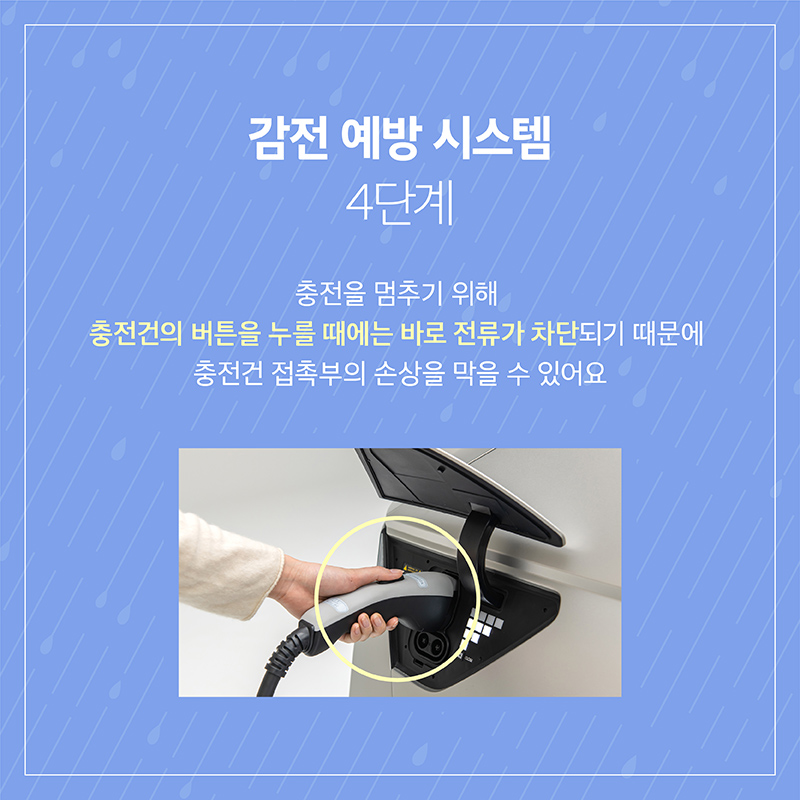 감전 예방 시스템
4단계
충전을 멈추기 위해
충전건의 버튼을 누를 때에는 바로 전류가 차단되기 때문에
충전건 접촉부의 손상을 막을 수 있어요